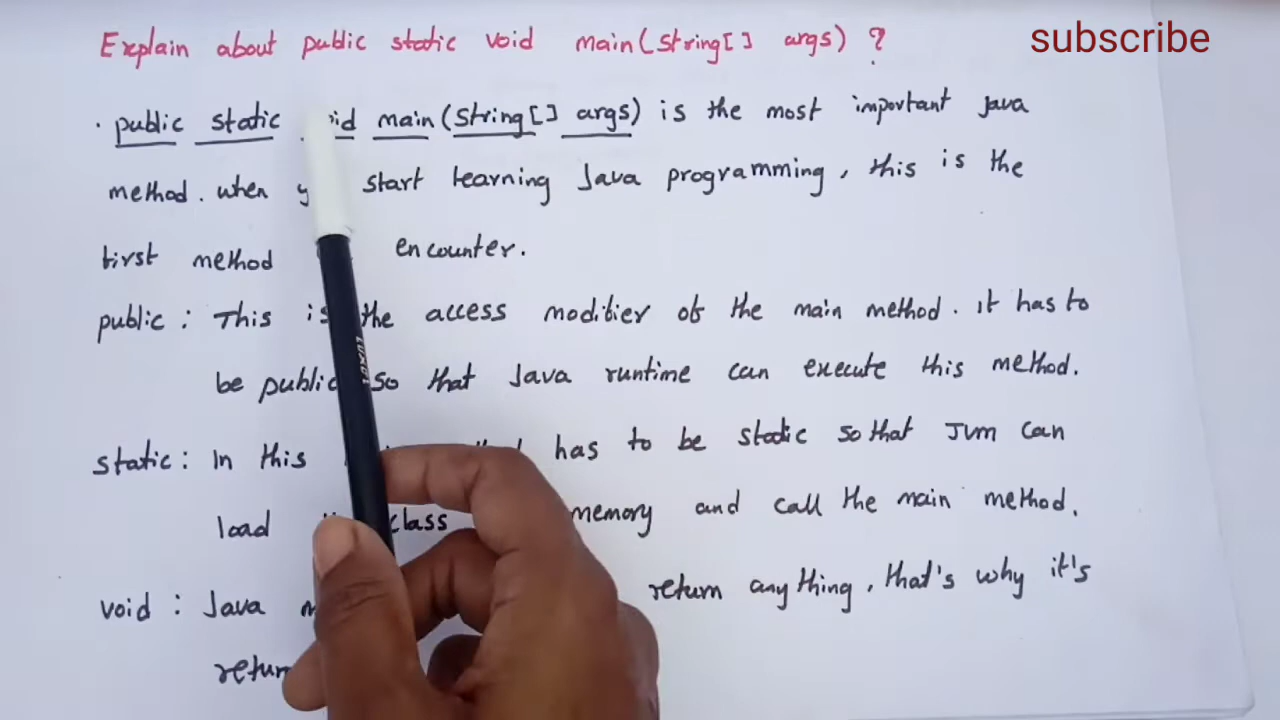 Explain about public static void main(String[] args) ?
subscribe
. public static void main (String[] args) is the most important Java
method. when start learning Java programming, this is the
first method encounter.
public : This is the access modifier of the main method. it has to
be public so that Java runtime can execute this method.
static : In this has to be static so that JVM can
load class memory and call the main method.
void : Java return anything, that's why it's